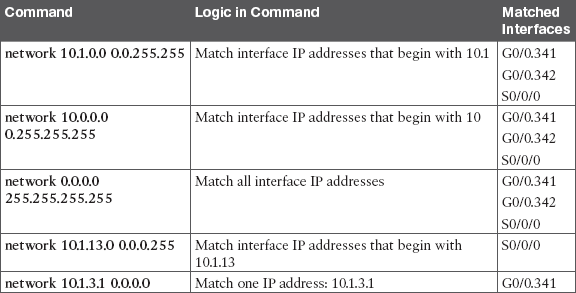 Command Logic in Command Matched Interfaces
network 10.1.0.0 0.0.255.255 Match interface IP addresses that begin with 10.1 G0/0.341
G0/0.342
S0/0/0
network 10.0.0.0 0.255.255.255 Match interface IP addresses that begin with 10 G0/0.341
G0/0.342
S0/0/0
network 0.0.0.0 255.255.255.255 Match all interface IP addresses G0/0.341
G0/0.342
S0/0/0
network 10.1.13.0 0.0.0.255 Match interface IP addresses that begin with 10.1.13 S0/0/0
network 10.1.3.1 0.0.0.0 Match one IP address: 10.1.3.1 G0/0.341